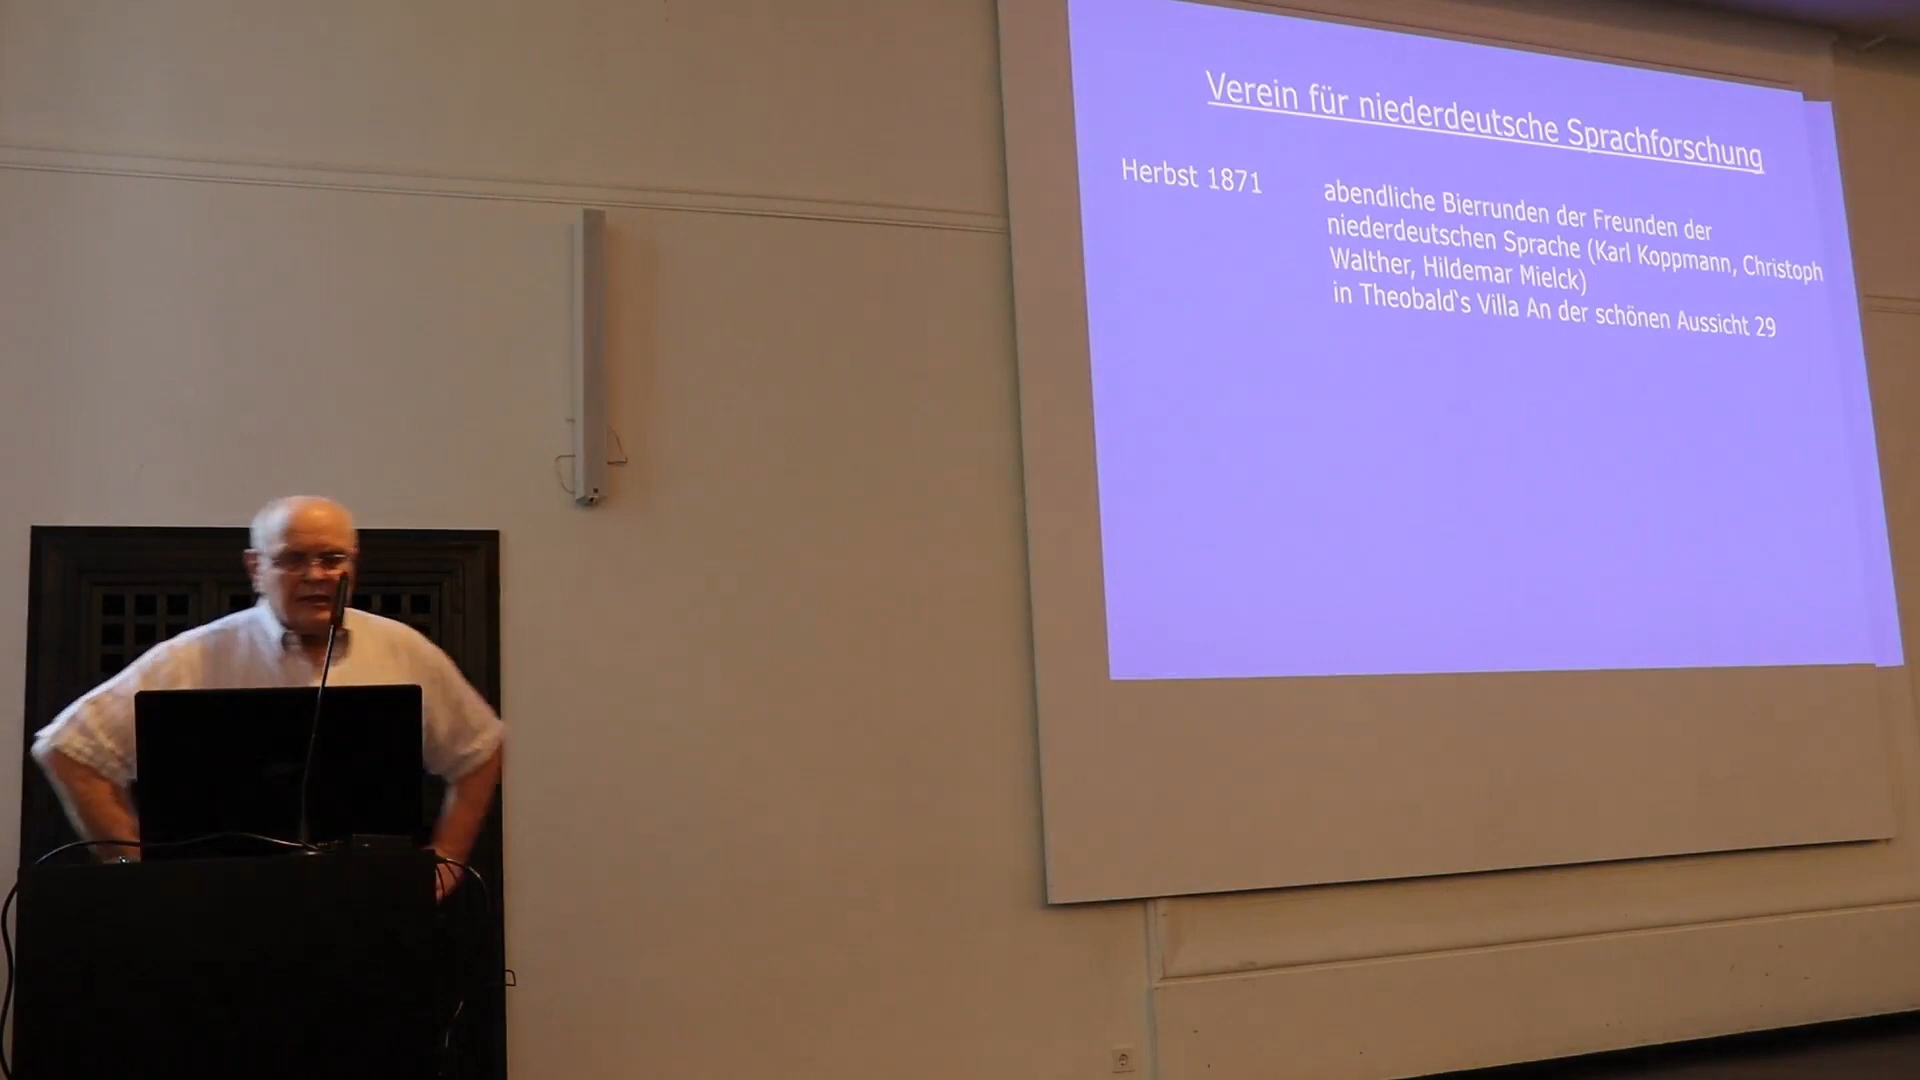 Verein für niederdeutsche Sprachforschung
Herbst 1871
abendliche Bierrunden der Freunden der
niederdeutschen Sprache (Karl Koppmann, Christoph
Walther, Hildemar Mielck)
in Theobald‘s Villa An der schönen Aussicht 29